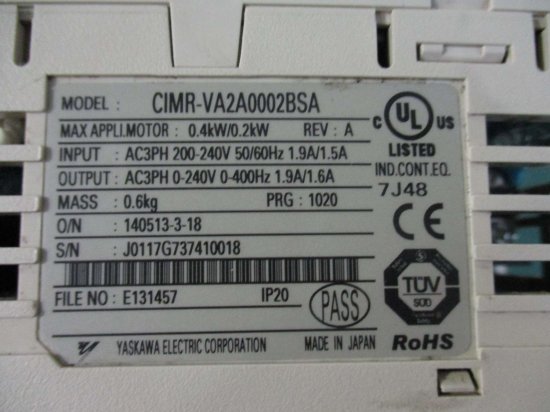 MODEL : CIMR-VA2A0002BSA
MAX APPLI.MOTOR : 0.4kW/0.2kW REV : A
INPUT : AC3PH 200-240V 50/60Hz 1.9A/1.5A
OUTPUT : AC3PH 0-240V 0-400Hz 1.9A/1.6A
MASS : 0.6kg PRG : 1020
O/N : 140513-3-18
S/N : J0117G737410018
FILE NO : E131457 IP20
PASS
YASKAWA ELECTRIC CORPORATION MADE IN JAPAN
C UL US
LISTED
IND.CONT.EQ.
7J48
CE
TÜV
SÜD
RoHS